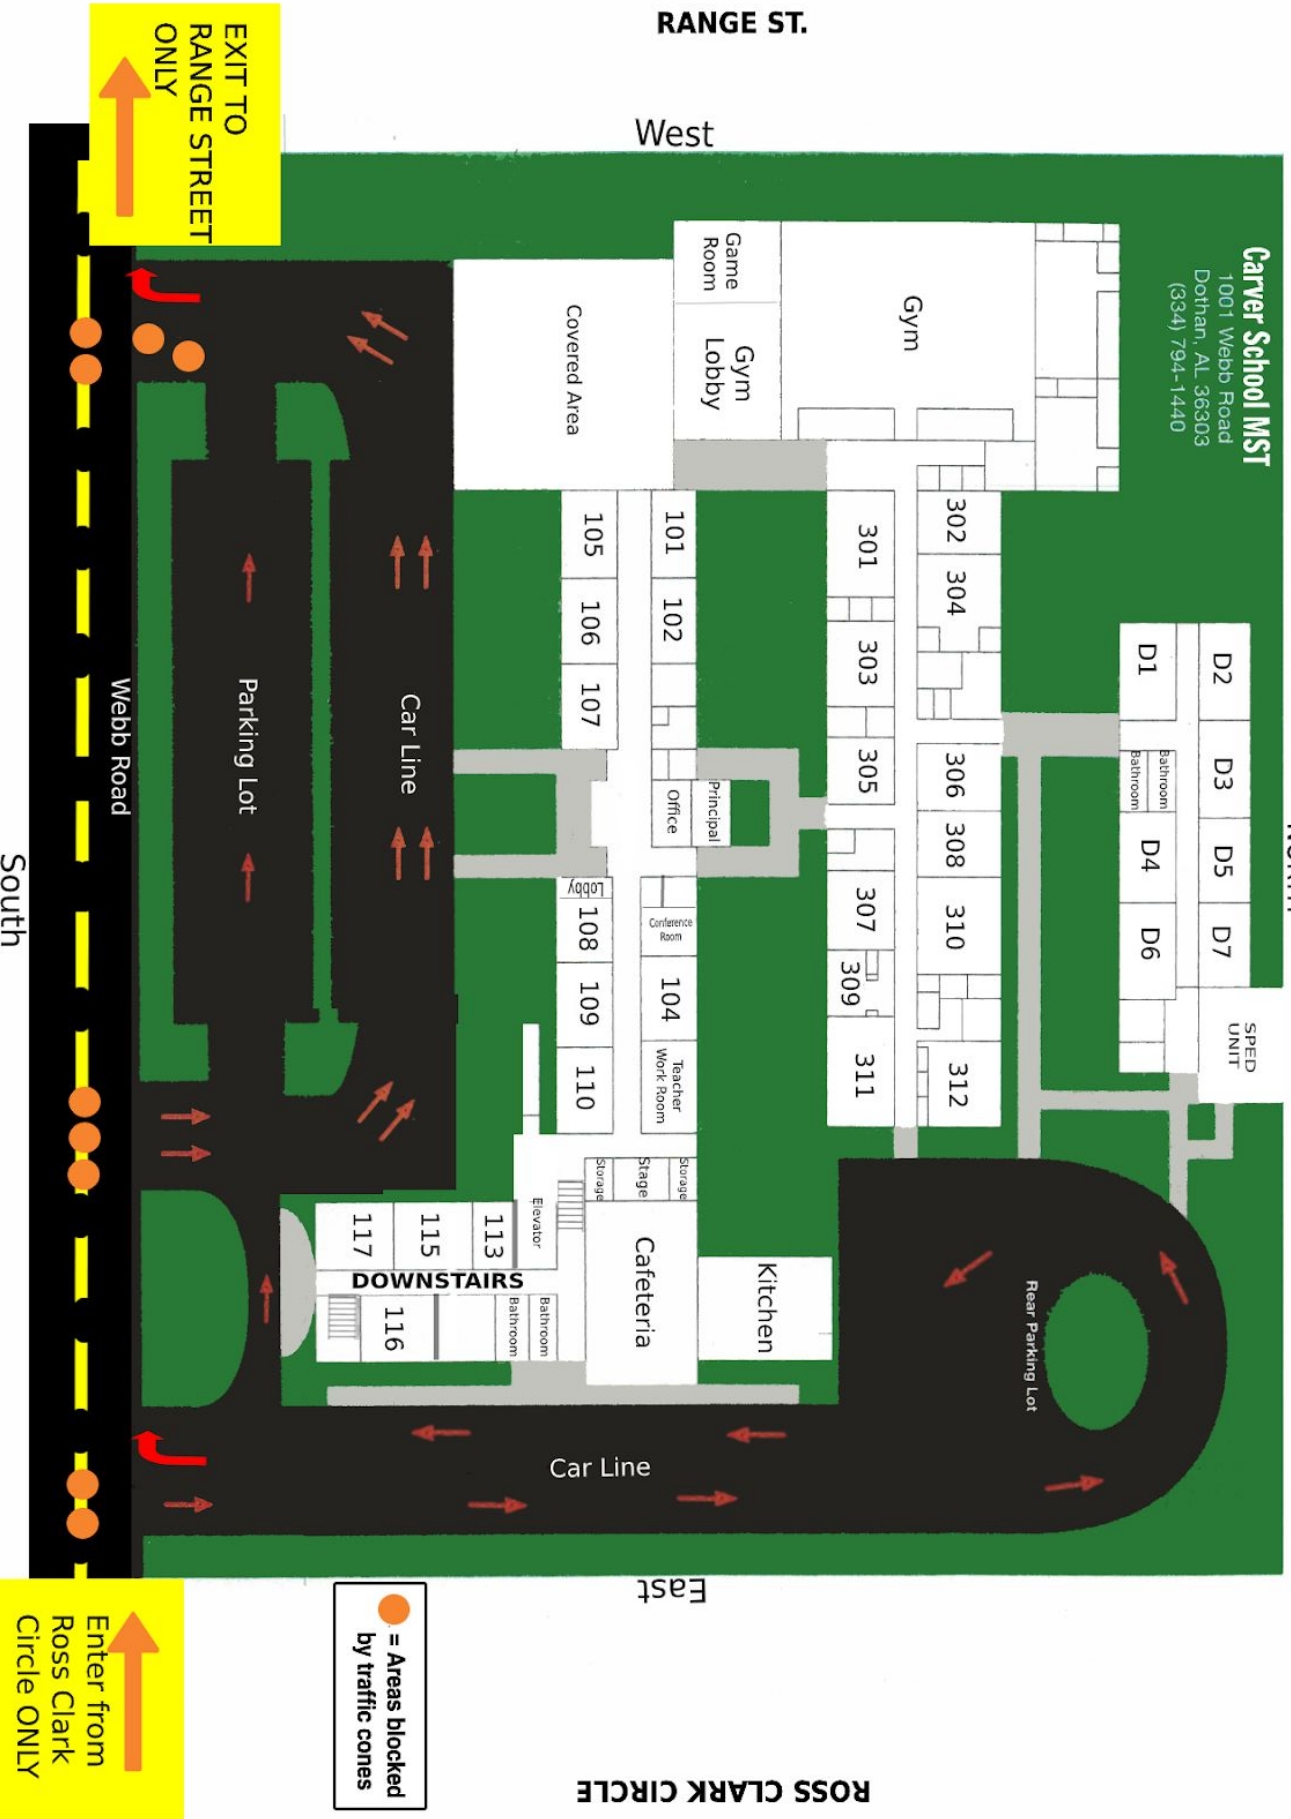 RANGE ST.
West
EXIT TO
RANGE STREET
ONLY
Carver School MST
1001 Webb Road
Dothan, AL 36303
(334) 794-1440
Game
Room
Gym
Lobby
Gym
Covered Area
105
101
106
102
107
301
302
303
304
305
306
308
307
310
309
311
312
D1
D2
Bathroom
Bathroom
D3
D4
D5
D6
D7
SPED
UNIT
Office
Principal
Lobby
108
Conference
Room
109
104
110
Teacher
Work Room
Storage
Stage
Storage
Elevator
Cafeteria
Kitchen
117
115
113
DOWNSTAIRS
116
Bathroom
Bathroom
Webb Road
Parking Lot
Car Line
Rear Parking Lot
Car Line
South
East
= Areas blocked
by traffic cones
Enter from
Ross Clark
Circle ONLY
ROSS CLARK CIRCLE